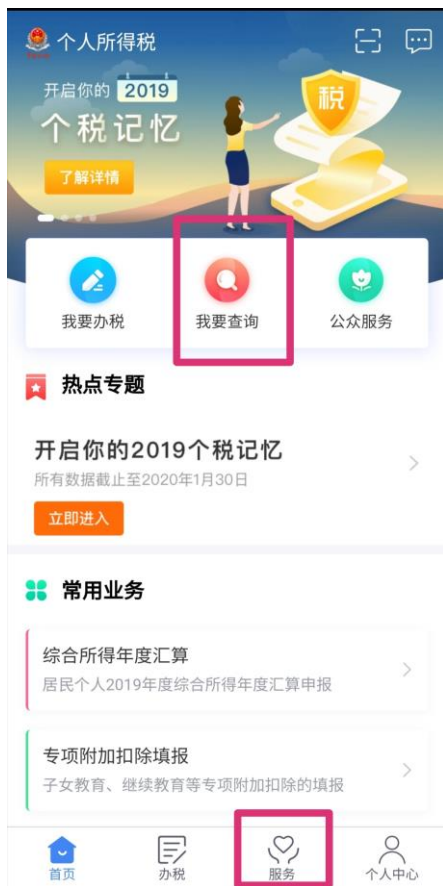 个人所得税
开启你的 2019
个税记忆
税
了解详情
我要办税
我要查询
公众服务
热点专题
开启你的2019个税记忆
所有数据截止至2020年1月30日
立即进入
常用业务
综合所得年度汇算
居民个人2019年度综合所得年度汇算申报
专项附加扣除填报
子女教育、继续教育等专项附加扣除的填报
首页
办税
服务
个人中心